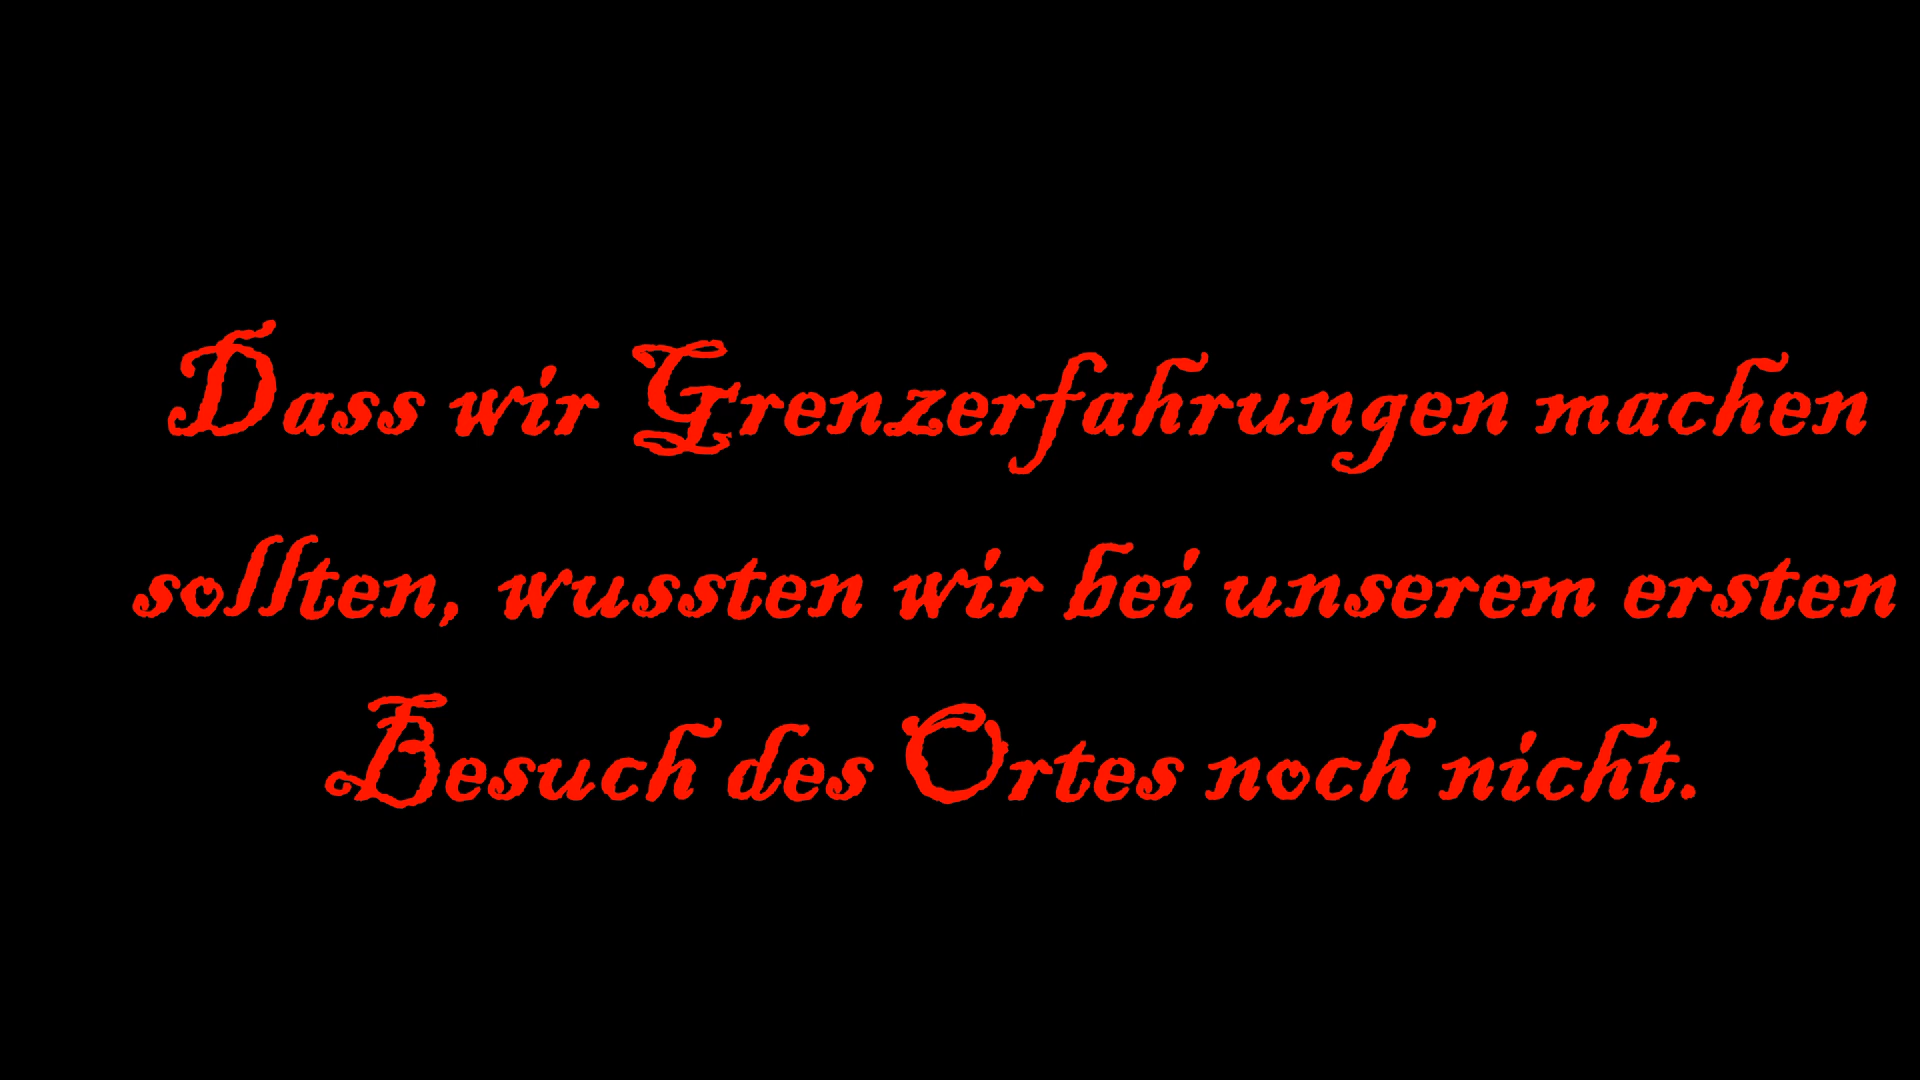 Dass wir Grenzerfahrungen machen
sollten, wussten wir bei unserem ersten
Besuch des Ortes noch nicht.